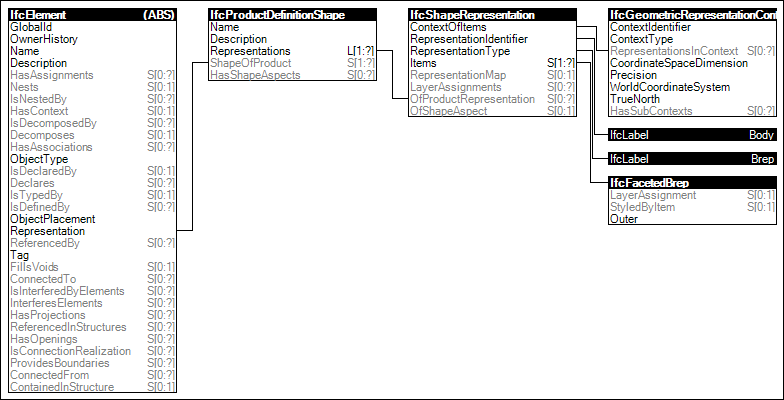 IfcElement (ABS)
GlobalId
OwnerHistory
Name
Description
HasAssignments S[0:?]
Nests S[0:1]
IsNestedBy S[0:?]
HasContext S[0:1]
IsDecomposedBy S[0:?]
Decomposes S[0:1]
HasAssociations S[0:?]
ObjectType
IsDeclaredBy S[0:1]
Declares S[0:?]
IsTypedBy S[0:1]
IsDefinedBy S[0:?]
ObjectPlacement
Representation
ReferencedBy S[0:?]
Tag
FillsVoids S[0:1]
ConnectedTo S[0:?]
IsInterferedByElements S[0:?]
InterferesElements S[0:?]
HasProjections S[0:?]
ReferencedInStructures S[0:?]
HasOpenings S[0:?]
IsConnectionRealization S[0:?]
ProvidesBoundaries S[0:?]
ConnectedFrom S[0:?]
ContainedInStructure S[0:1]
IfcProductDefinitionShape
Name
Description
Representations L[1:?]
ShapeOfProduct S[1:?]
HasShapeAspects S[0:?]
IfcShapeRepresentation
ContextOfItems
RepresentationIdentifier
RepresentationType
Items S[1:?]
RepresentationMap S[0:1]
LayerAssignments S[0:?]
OfProductRepresentation S[0:?]
OfShapeAspect S[0:1]
IfcGeometricRepresentationCon
ContextIdentifier
ContextType
RepresentationsInContext S[0:?]
CoordinateSpaceDimension
Precision
WorldCoordinateSystem
TrueNorth
HasSubContexts S[0:?]
IfcLabel Body
IfcLabel Brep
IfcFacetedBrep
LayerAssignment S[0:1]
StyledByItem S[0:1]
Outer